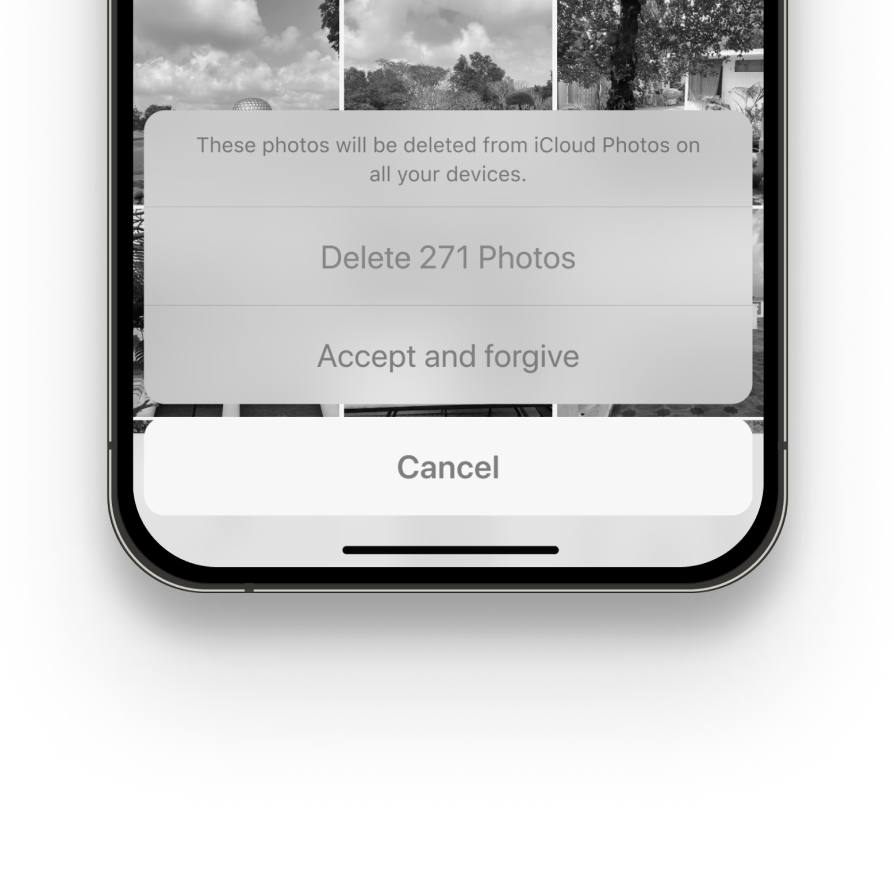 These photos will be deleted from iCloud Photos on
all your devices.
Delete 271 Photos
Accept and forgive
Cancel